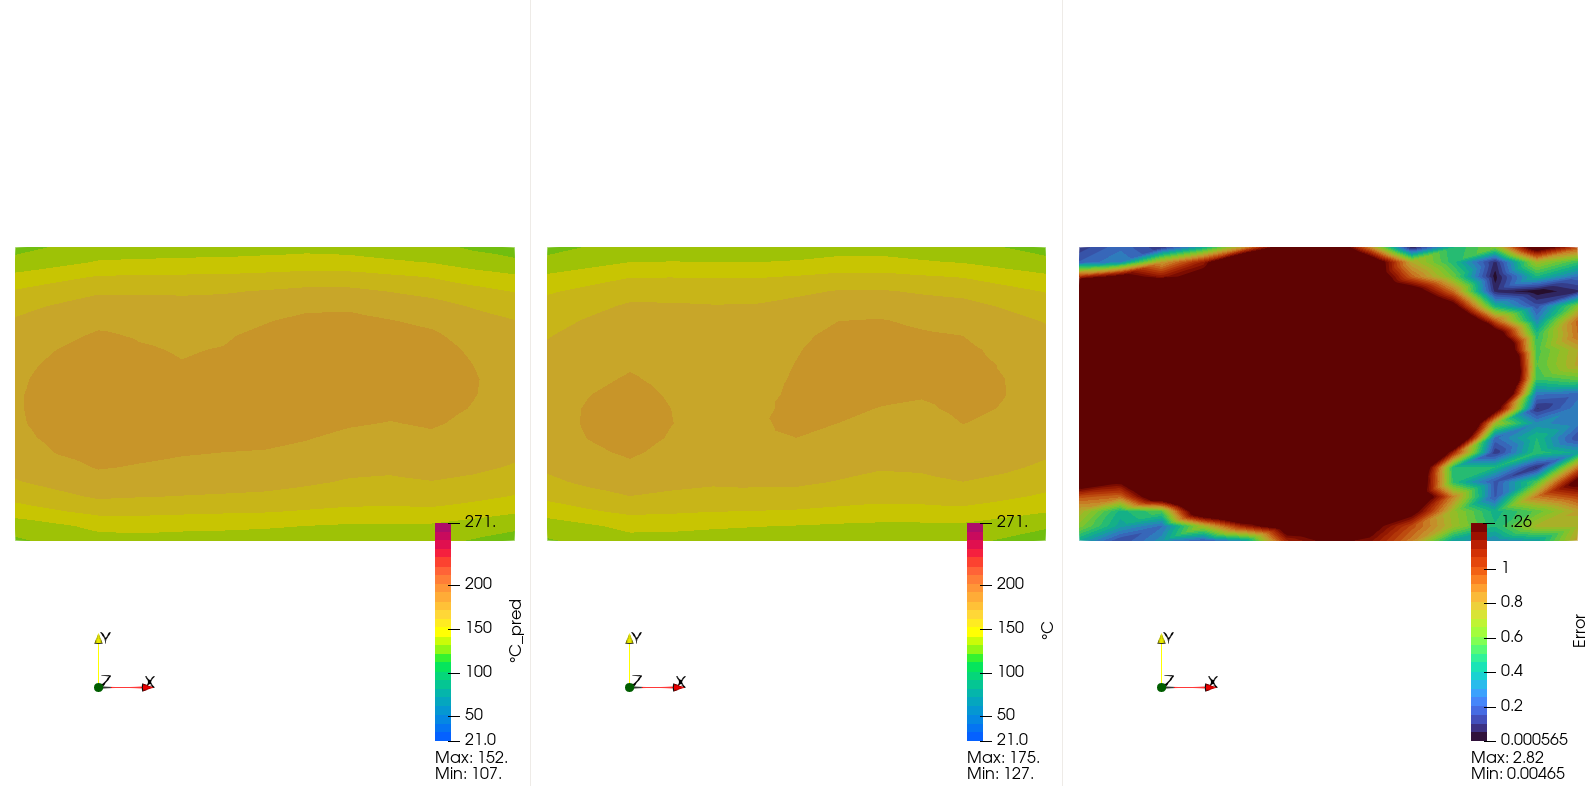 271.
200
150
100
50
21.0
°C_pred
Max: 152.
Min: 107.
Y
Z
X
271.
200
150
100
50
21.0
°C
Max: 175.
Min: 127.
Y
Z
X
1.26
1
0.8
0.6
0.4
0.2
0.000565
Error
Max: 2.82
Min: 0.00465
Y
Z
X